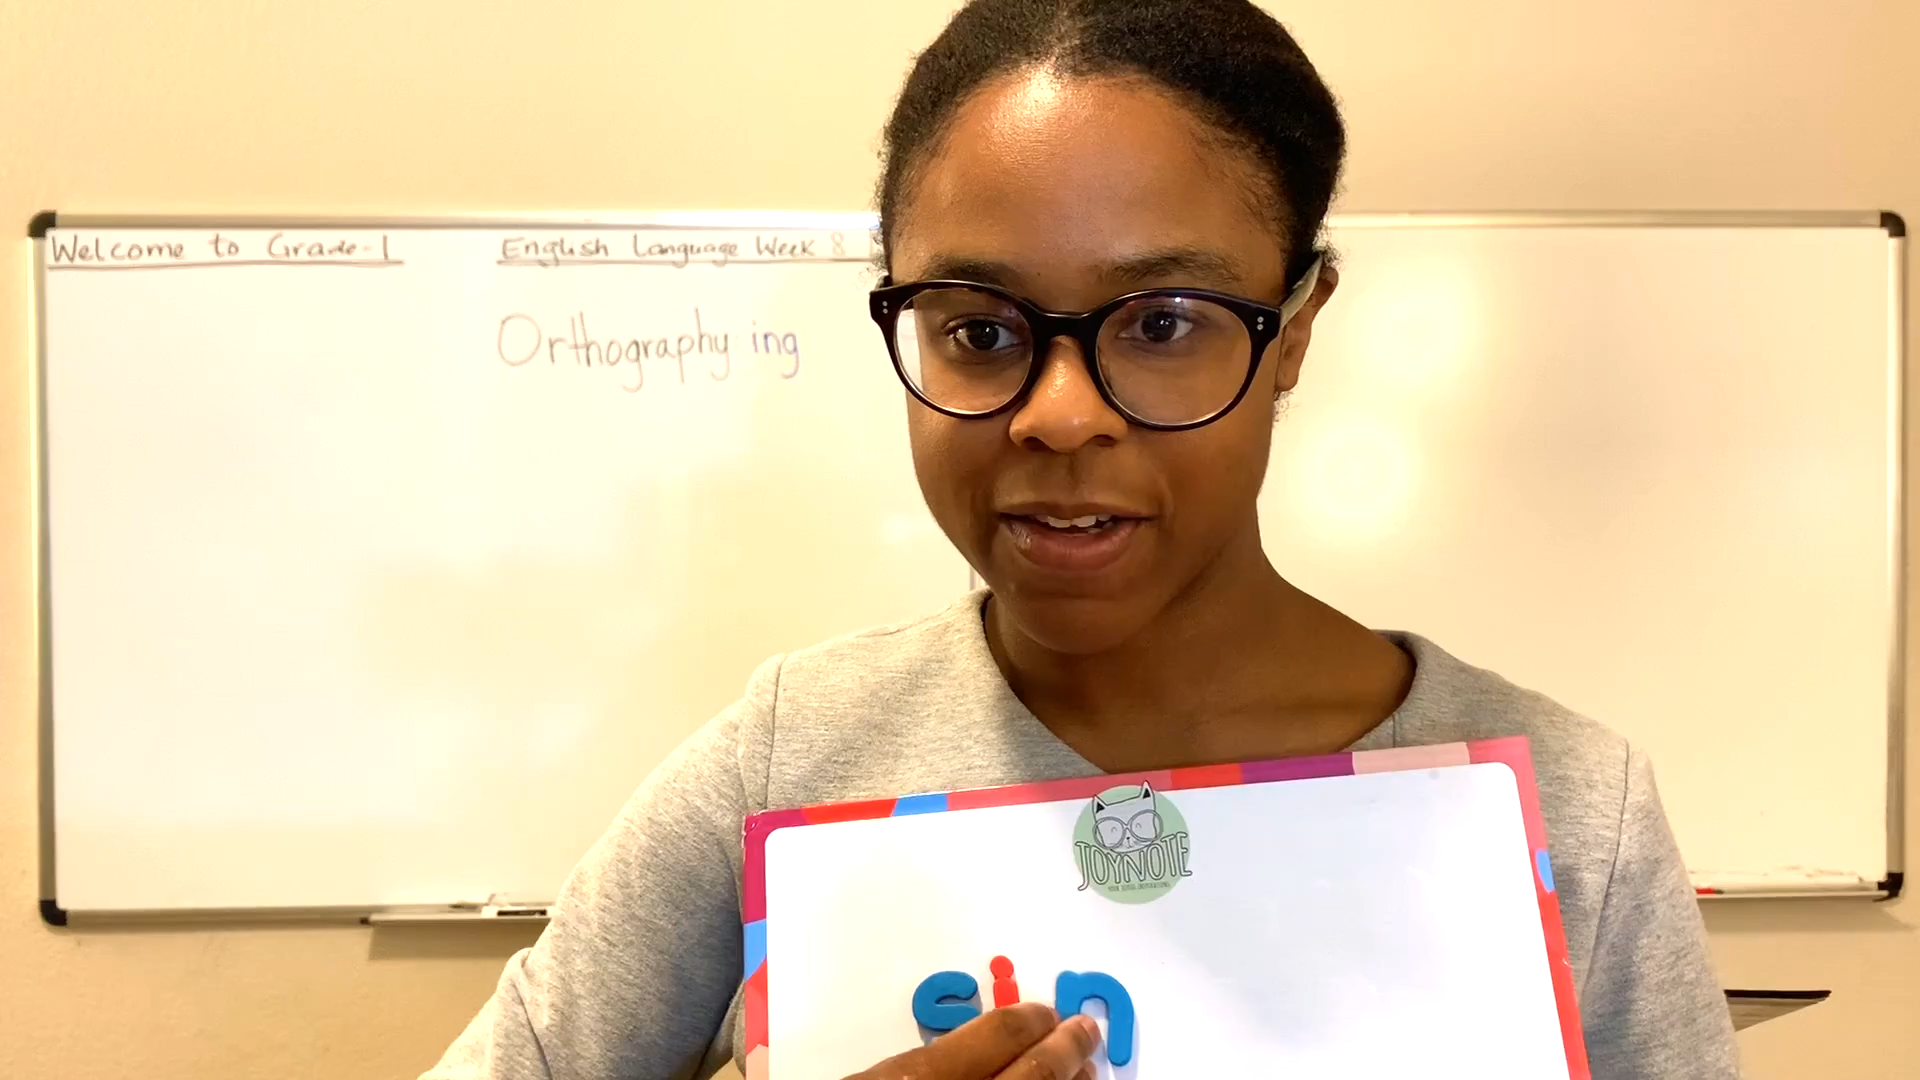 Welcome to Grade-1
English Language Week 8
Orthography ing
JOYNOTE
sin